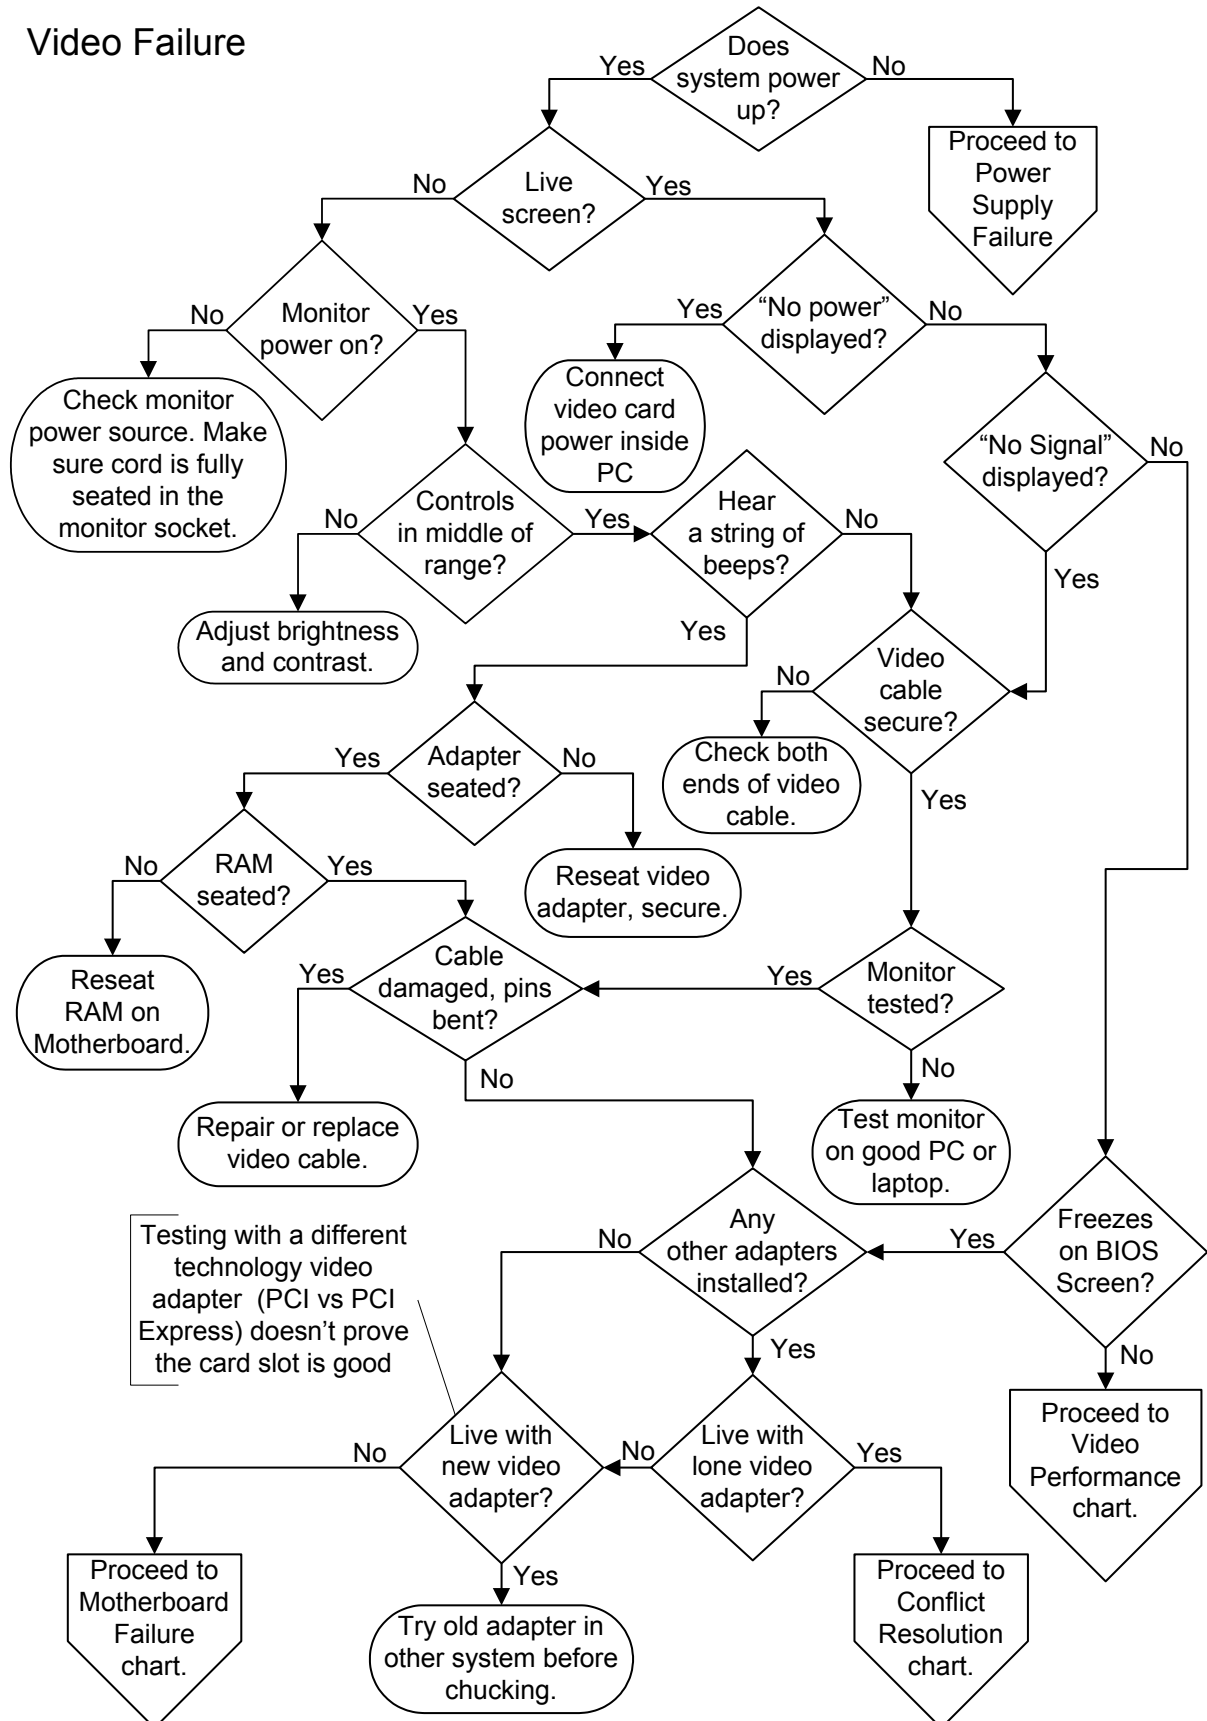 Video Failure
Does
system power
up?
Yes
No
Proceed to
Power
Supply
Failure
Live
screen?
No
Yes
Monitor
power on?
No
Yes
“No power”
displayed?
Yes
No
Check monitor
power source. Make
sure cord is fully
seated in the
monitor socket.
Connect
video card
power inside
PC
“No Signal”
displayed?
No
Yes
Controls
in middle of
range?
No
Yes
Hear
a string of
beeps?
No
Yes
Adjust brightness
and contrast.
Video
cable
secure?
No
Yes
Check both
ends of video
cable.
Adapter
seated?
Yes
No
Reseat video
adapter, secure.
RAM
seated?
No
Yes
Reseat
RAM on
Motherboard.
Cable
damaged, pins
bent?
Yes
No
Monitor
tested?
Yes
No
Repair or replace
video cable.
Test monitor
on good PC or
laptop.
Any
other adapters
installed?
No
Yes
Freezes
on BIOS
Screen?
Yes
No
Testing with a different
technology video
adapter  (PCI vs PCI
Express) doesn’t prove
the card slot is good
Live with
new video
adapter?
No
Yes
Live with
lone video
adapter?
No
Yes
Proceed to
Video
Performance
chart.
Proceed to
Motherboard
Failure
chart.
Try old adapter in
other system before
chucking.
Proceed to
Conflict
Resolution
chart.